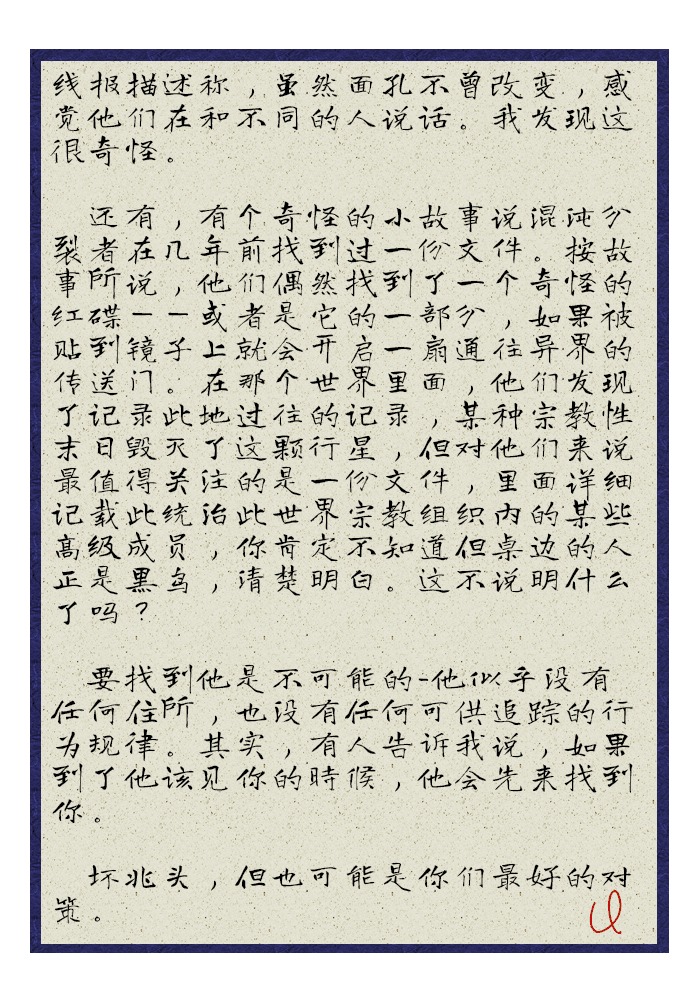 线报描述称，虽然面孔不曾改变，感
觉他们在和不同的人说话。我发现这
很奇怪。
还有，有个奇怪的小故事说混沌分
裂者在几年前找到过一份文件。按故
事所说，他们偶然找到了一个奇怪的
红碟——或者是它的一部分，如果被
贴到镜子上就会开启一扇通往异界的
传送门。在那个世界里面，他们发现
了记录此地过往的记录，某种宗教性
末日毁灭了这颗行星，但对他们来说
最值得关注的是一份文件，里面详细
记载此统治此世界宗教组织内的某些
高级成员，你肯定不知道但桌边的人
正是黑鸟，清楚明白。这不说明什么
了吗？
要找到他是不可能的-他似乎没有
任何住所，也没有任何可供追踪的行
为规律。其实，有人告诉我说，如果
到了他该见你的時候，他会先来找到
你。
坏兆头，但也可能是你们最好的对
策。